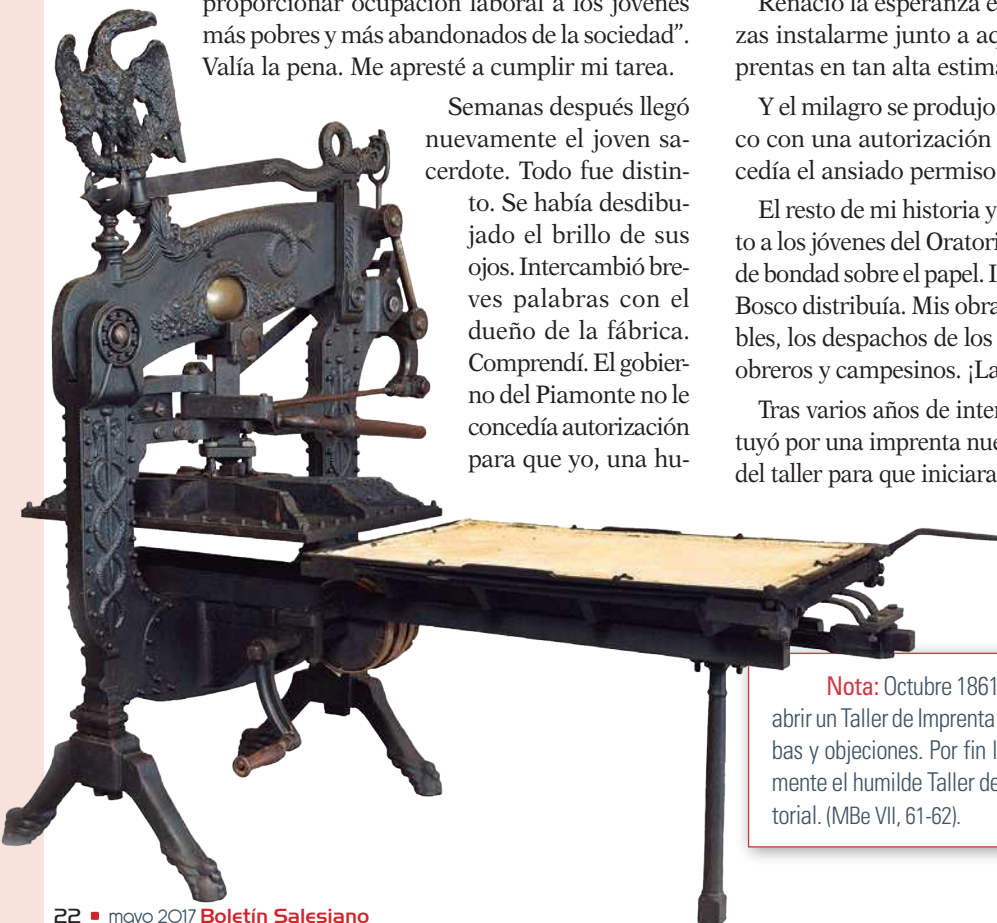 proporcionar ocupación laboral a los jóvenes
más pobres y más abandonados de la sociedad”.
Valía la pena. Me apresté a cumplir mi tarea.
Semanas después llegó
nuevamente el joven sa-
cerdote. Todo fue distin-
to. Se había desdibu-
jado el brillo de sus
ojos. Intercambió bre-
ves palabras con el
dueño de la fábrica.
Comprendí. El gobier-
no del Piamonte no le
concedía autorización
para que yo, una hu-
Renació la esperanza e
zas instalarme junto a aq
prentas en tan alta estima
Y el milagro se produjo.
co con una autorización
cedía el ansiado permiso
El resto de mi historia y
to a los jóvenes del Oratori
de bondad sobre el papel.
Bosco distribuía. Mis obra
bles, los despachos de los
obreros y campesinos. ¡La
Tras varios años de inter
tuyó por una imprenta nue
del taller para que iniciara
Nota: Octubre 1861
abrir un Taller de Imprenta
bas y objeciones. Por fin l
mente el humilde Taller de
torial. (MBe VII, 61-62).
22 ▪ mayo 2017 Boletín Salesiano